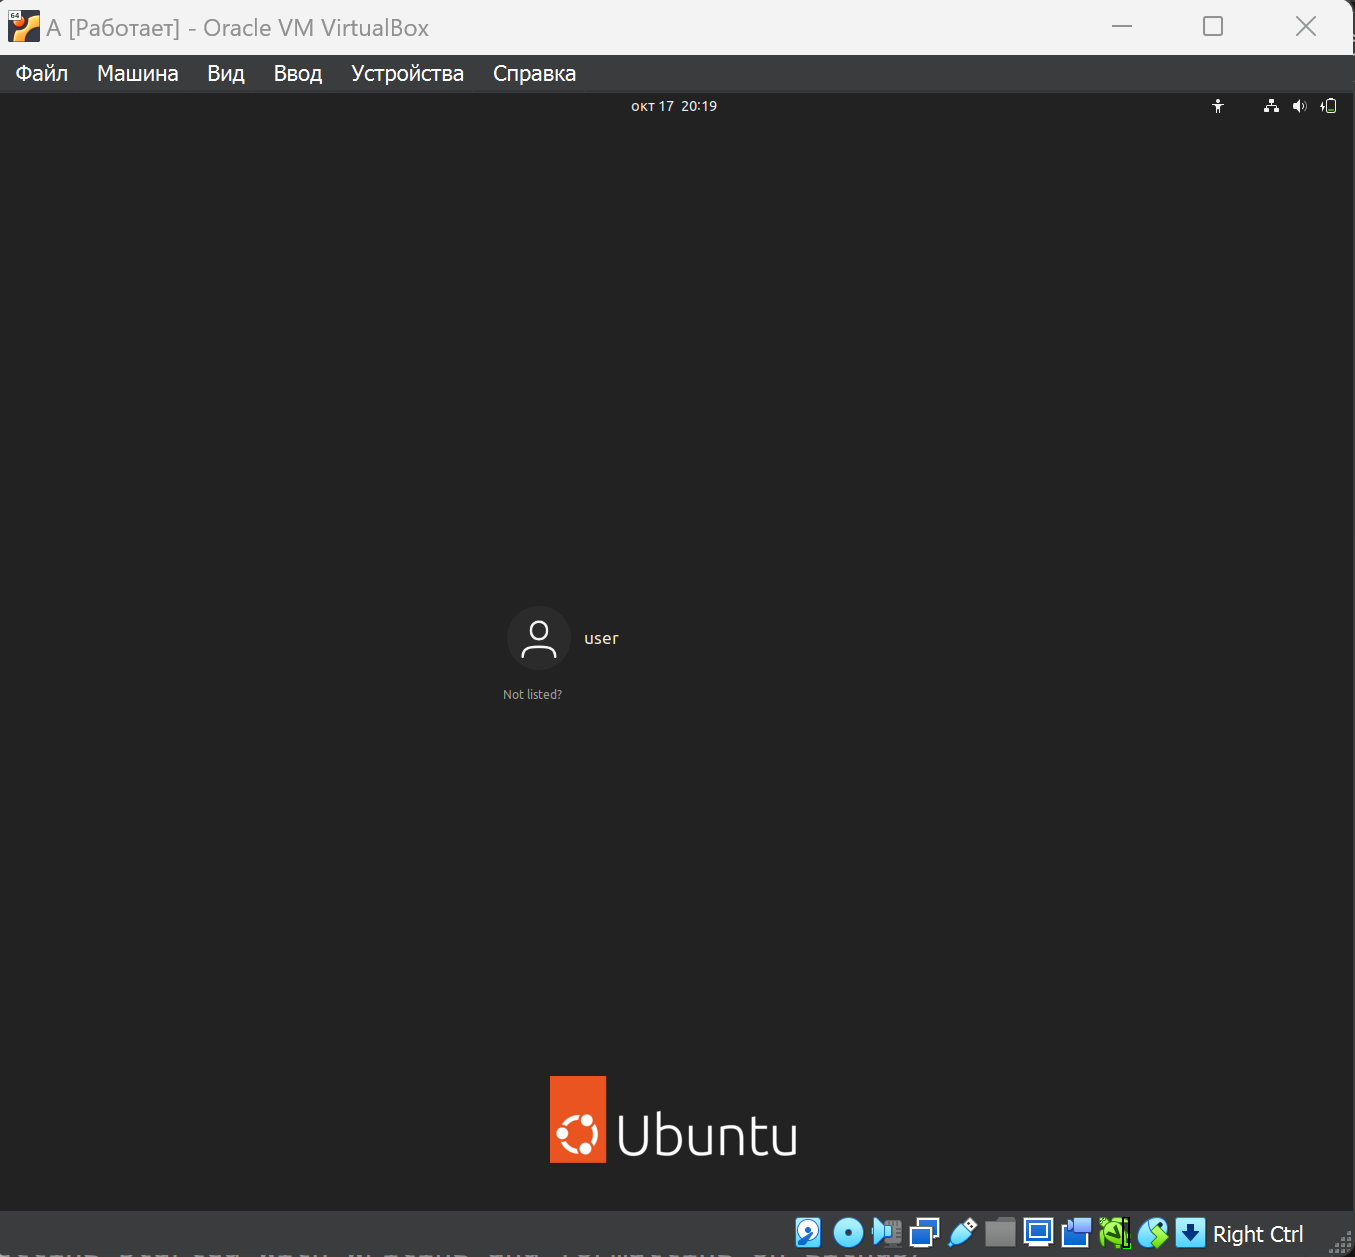 A [Работает] - Oracle VM VirtualBox
Файл Машина Вид Ввод Устройства Справка
окт 17 20:19
user
Not listed?
Ubuntu
Right Ctrl